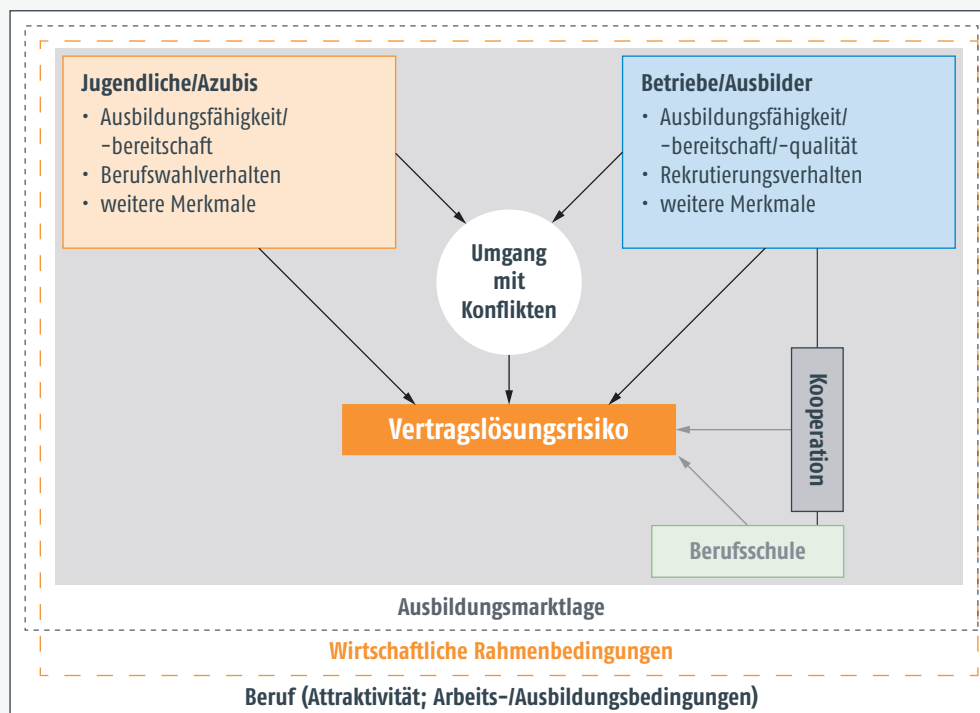 Jugendliche/Azubis
• Ausbildungsfähigkeit/
-bereitschaft
• Berufswahlverhalten
• weitere Merkmale
Betriebe/Ausbilder
• Ausbildungsfähigkeit/
-bereitschaft/-qualität
• Rekrutierungsverhalten
• weitere Merkmale
Umgang
mit
Konflikten
Vertragslösungsrisiko
Kooperation
Berufsschule
Ausbildungsmarktlage
Wirtschaftliche Rahmenbedingungen
Beruf (Attraktivität; Arbeits-/Ausbildungsbedingungen)